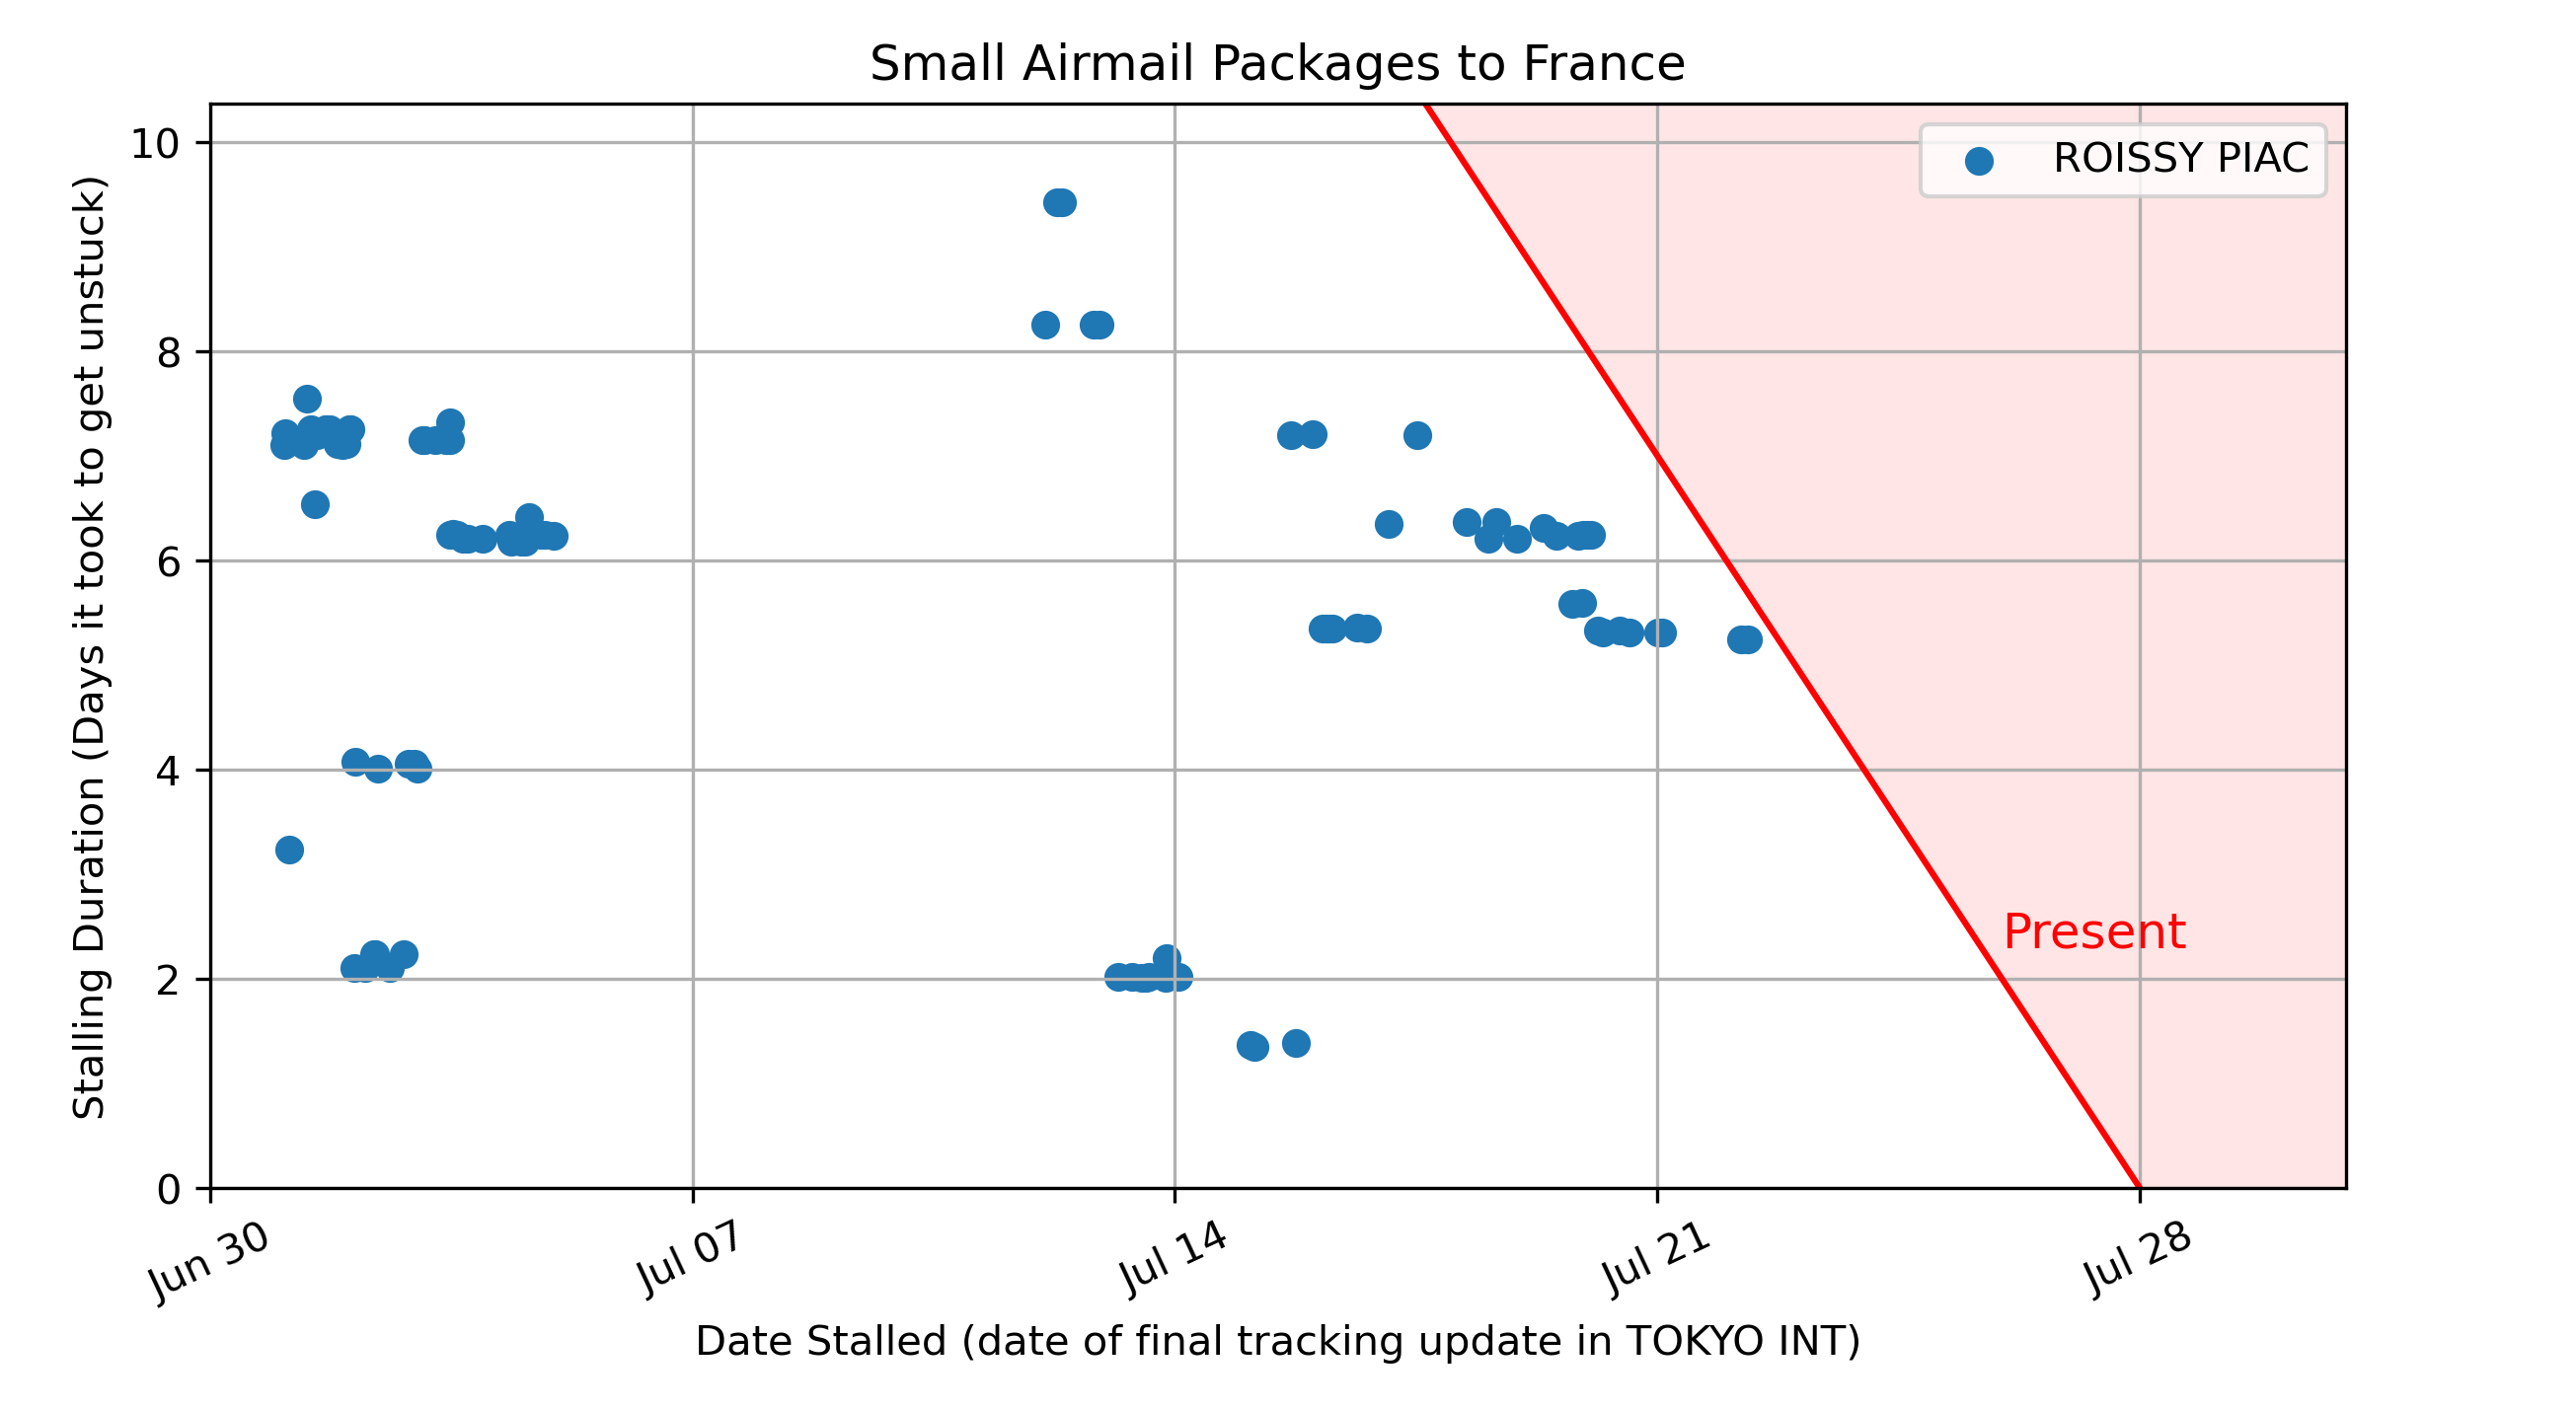 Small Airmail Packages to France
Stalling Duration (Days it took to get unstuck)
10
8
6
4
2
0
ROISSY PIAC
Present
Jun 30
Jul 07
Jul 14
Jul 21
Jul 28
Date Stalled (date of final tracking update in TOKYO INT)